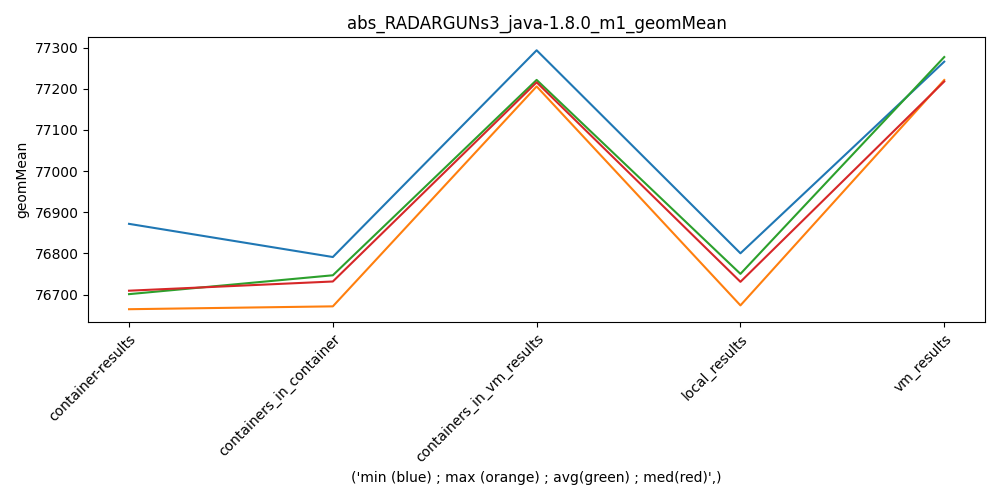 abs_RADARGUNs3_java-1.8.0_m1_geomMean
77300
77200
77100
77000
76900
76800
76700
geomMean
container-results
containers_in_container
containers_in_vm_results
local_results
vm_results
('min (blue) ; max (orange) ; avg(green) ; med(red)',)